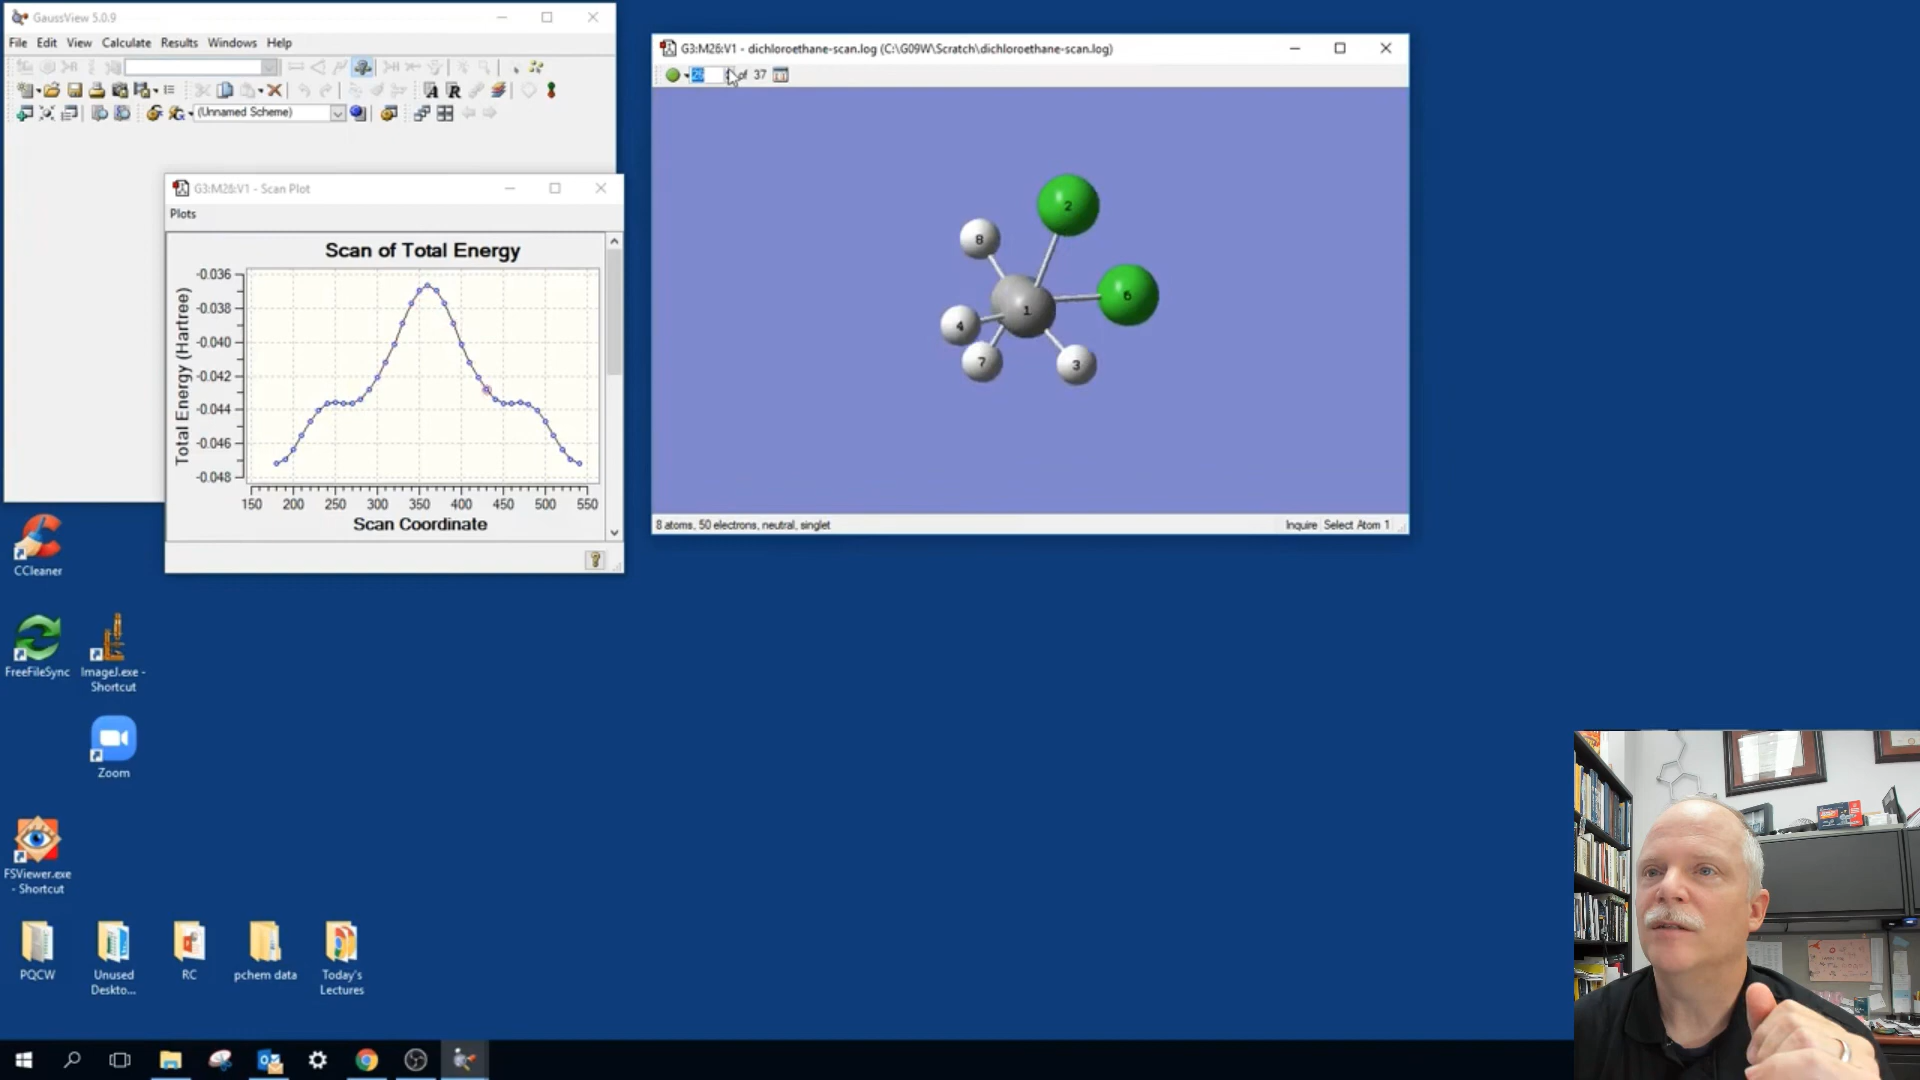 GaussView 5.0.9
File Edit View Calculate Results Windows Help
(Unnamed Scheme)
G3:M26:V1 - Scan Plot
Plots
Scan of Total Energy
Total Energy (Hartree)
-0.036
-0.038
-0.040
-0.042
-0.044
-0.046
-0.048
150 200 250 300 350 400 450 500 550
Scan Coordinate
G3:M26:V1 - dichloroethane-scan.log (C:\G09W\Scratch\dichloroethane-scan.log)
26 of 37
2
8
6
1
4
7
3
8 atoms, 50 electrons, neutral, singlet
Inquire Select Atom 1
CCleaner
FreeFileSync
ImageJ.exe -
Shortcut
Zoom
FSViewer.exe
- Shortcut
PQCW
Unused
Deskto...
RC
pchem data
Today's
Lectures